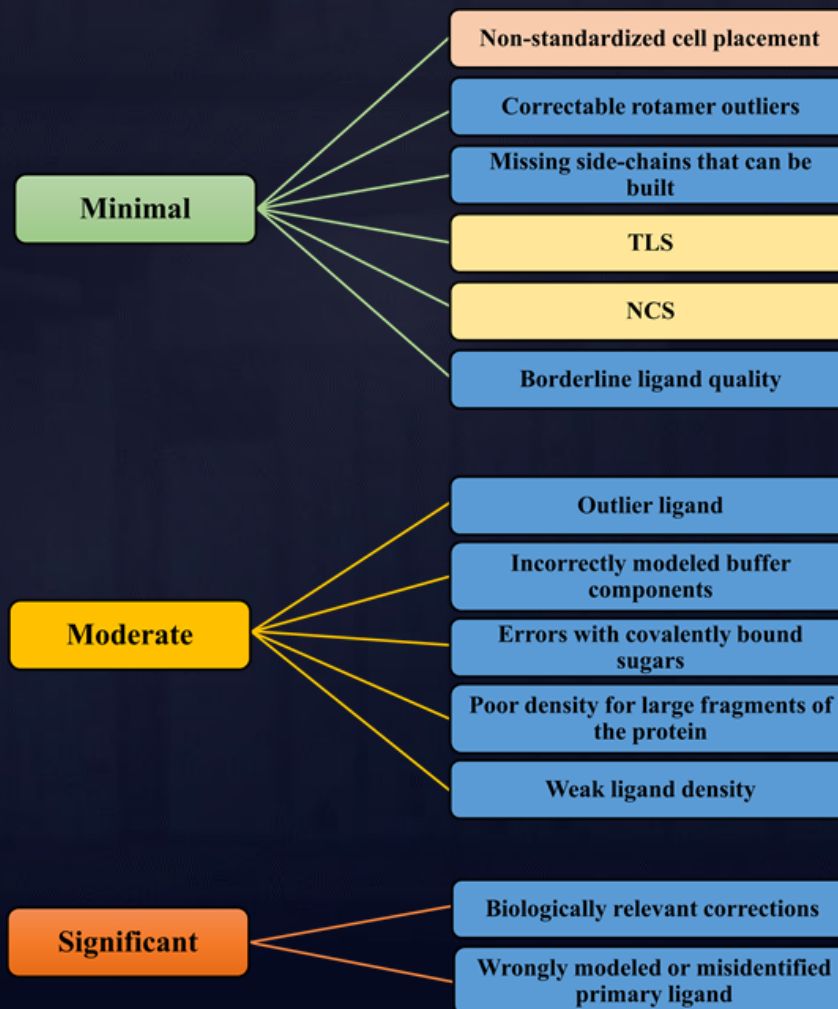 Minimal
Non-standardized cell placement
Correctable rotamer outliers
Missing side-chains that can be
built
TLS
NCS
Borderline ligand quality
Moderate
Outlier ligand
Incorrectly modeled buffer
components
Errors with covalently bound
sugars
Poor density for large fragments of
the protein
Weak ligand density
Significant
Biologically relevant corrections
Wrongly modeled or misidentified
primary ligand